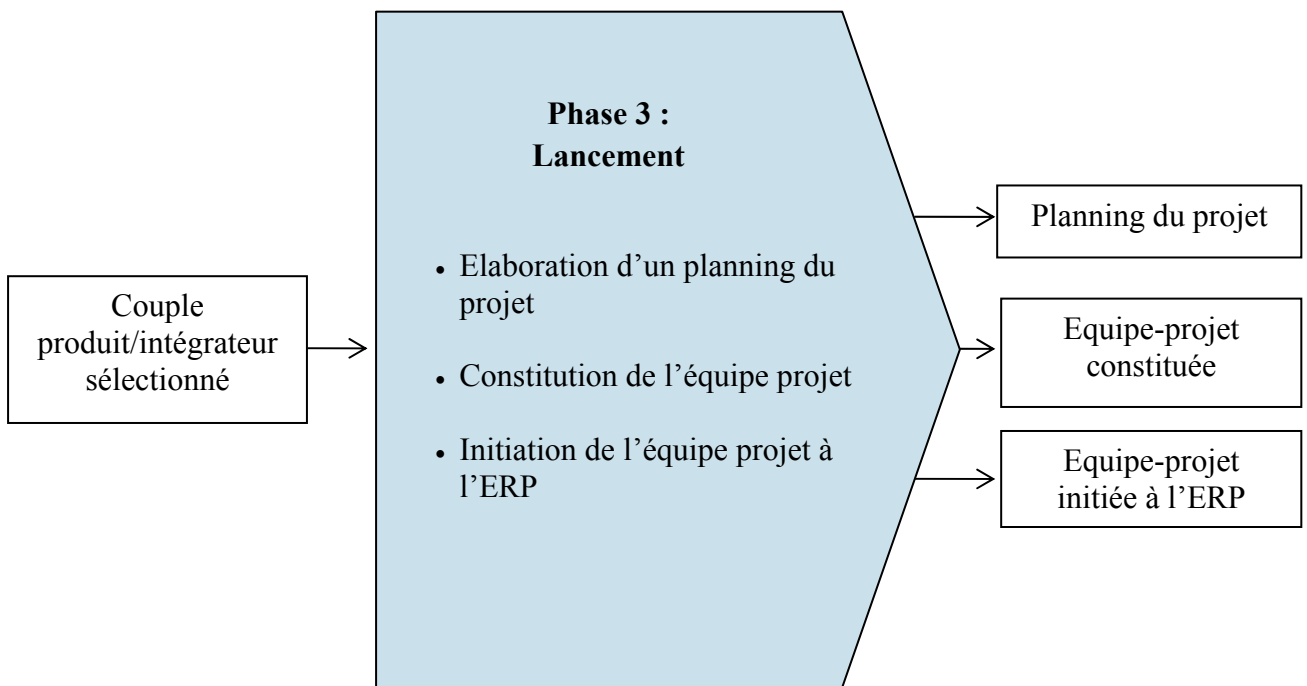 Couple
produit/intégrateur
sélectionné
Phase 3 :
Lancement
• Elaboration d’un planning du
projet
• Constitution de l’équipe projet
• Initiation de l’équipe projet à
l’ERP
Planning du projet
Equipe-projet
constituée
Equipe-projet
initiée à l’ERP